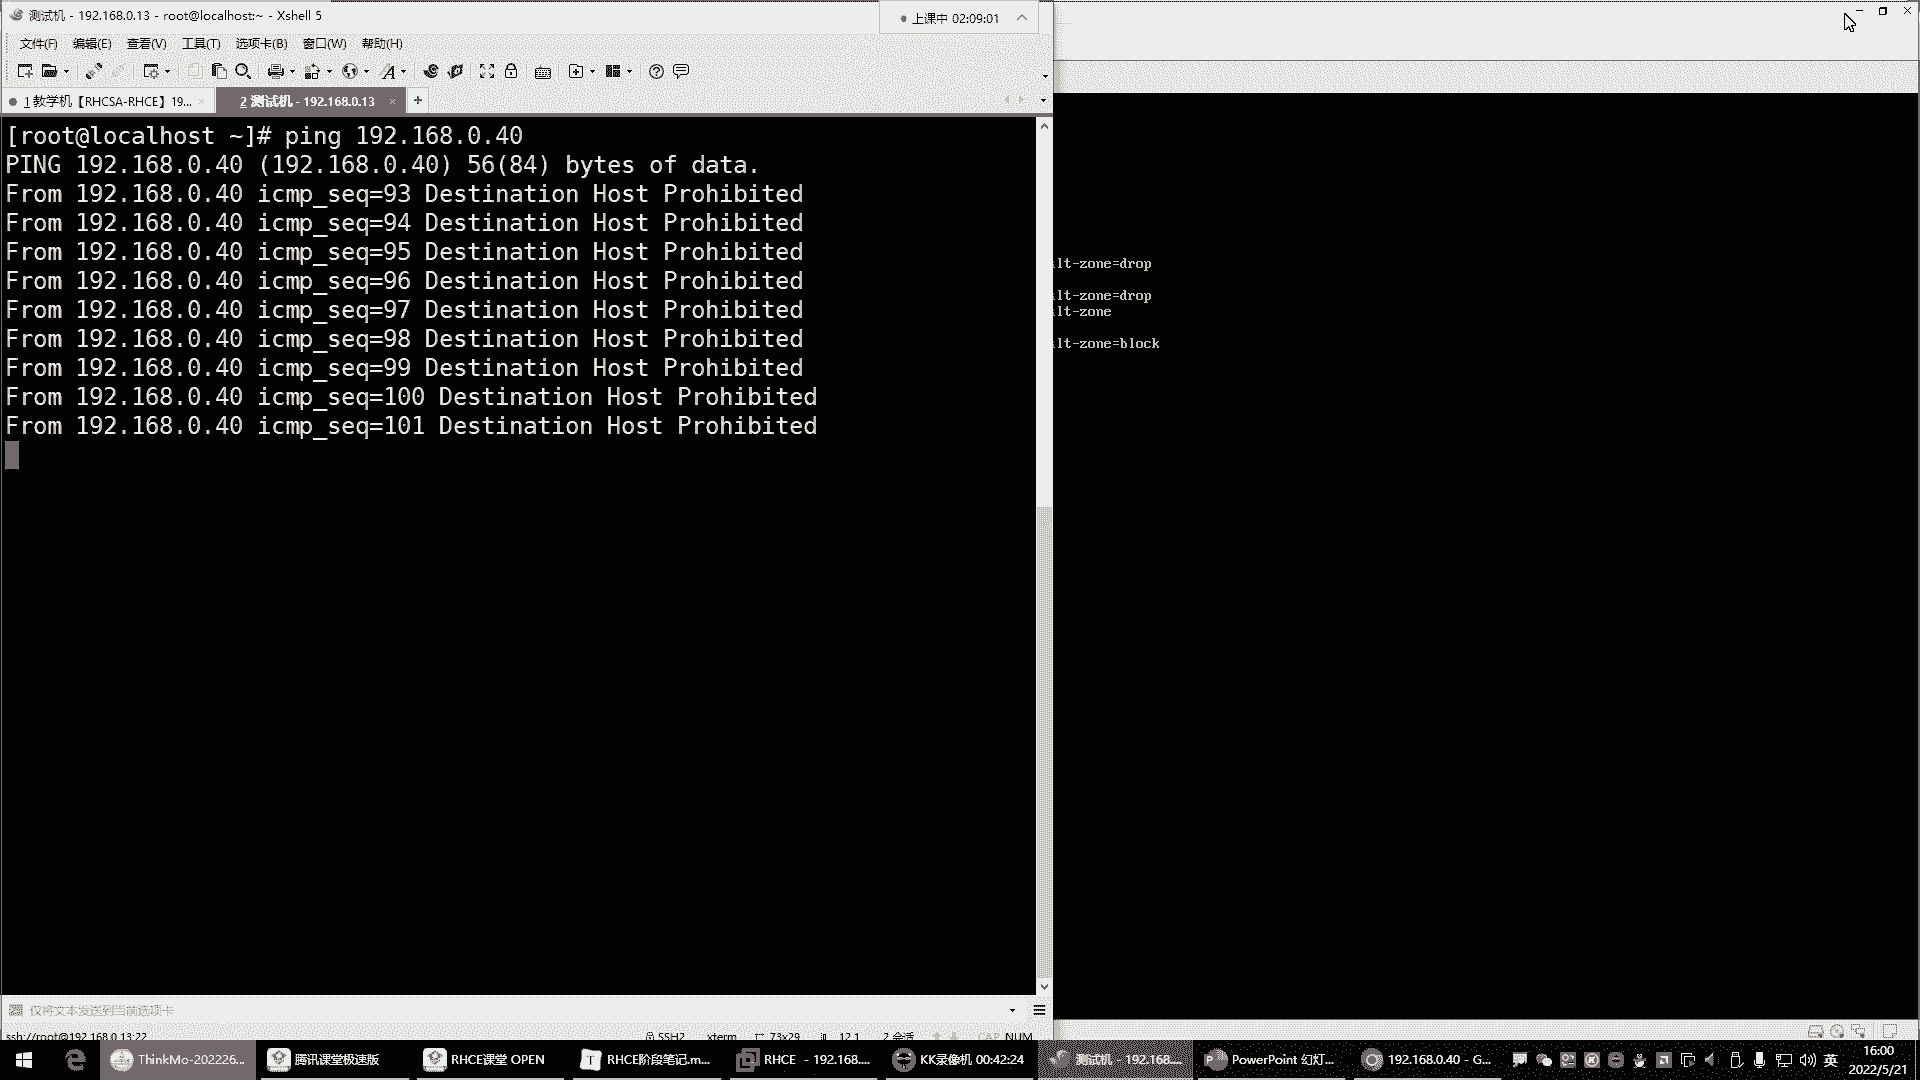 测试机 - 192.168.0.13 - root@localhost:~ - Xshell 5
上课中 02:09:01
文件(F) 编辑(E) 查看(V) 工具(T) 选项卡(B) 窗口(W) 帮助(H)
1 教学机【RHCSA-RHCE】19... 2 测试机 - 192.168.0.13
[root@localhost ~]# ping 192.168.0.40
PING 192.168.0.40 (192.168.0.40) 56(84) bytes of data.
From 192.168.0.40 icmp_seq=93 Destination Host Prohibited
From 192.168.0.40 icmp_seq=94 Destination Host Prohibited
From 192.168.0.40 icmp_seq=95 Destination Host Prohibited
From 192.168.0.40 icmp_seq=96 Destination Host Prohibited
From 192.168.0.40 icmp_seq=97 Destination Host Prohibited
From 192.168.0.40 icmp_seq=98 Destination Host Prohibited
From 192.168.0.40 icmp_seq=99 Destination Host Prohibited
From 192.168.0.40 icmp_seq=100 Destination Host Prohibited
From 192.168.0.40 icmp_seq=101 Destination Host Prohibited
lt-zone=drop
lt-zone=drop
lt-zone
lt-zone=block
仅将文本发送到当前选项卡
ssh://root@192.168.0.13:22 SSH2 xterm 73x29 12,1 2 会话 CAP NUM
ThinkMo-202226... 腾讯课堂极速版 RHCE课堂 OPEN RHCE阶段笔记.m... RHCE - 192.168.... KK录像机 00:42:24 测试机 - 192.168.... PowerPoint 幻灯... 192.168.0.40 - G... 英 16:00
2022/5/21